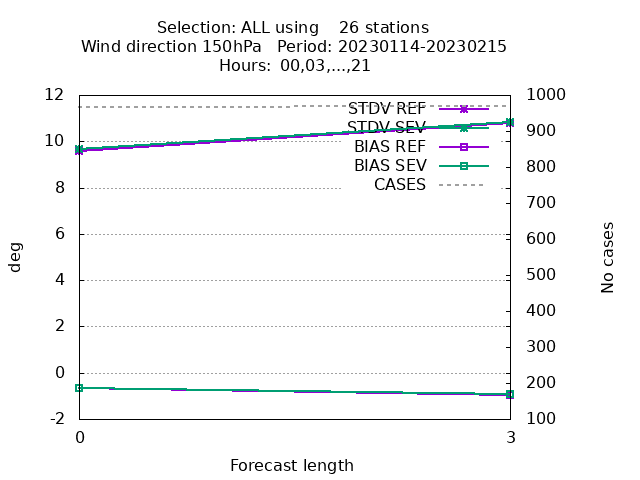 Selection: ALL using    26 stations
Wind direction 150hPa   Period: 20230114-20230215
Hours:  00,03,...,21
12
10
8
6
4
2
0
-2
1000
900
800
700
600
500
400
300
200
100
STDV REF
STDV SEV
BIAS REF
BIAS SEV
CASES
deg
No cases
0
3
Forecast length